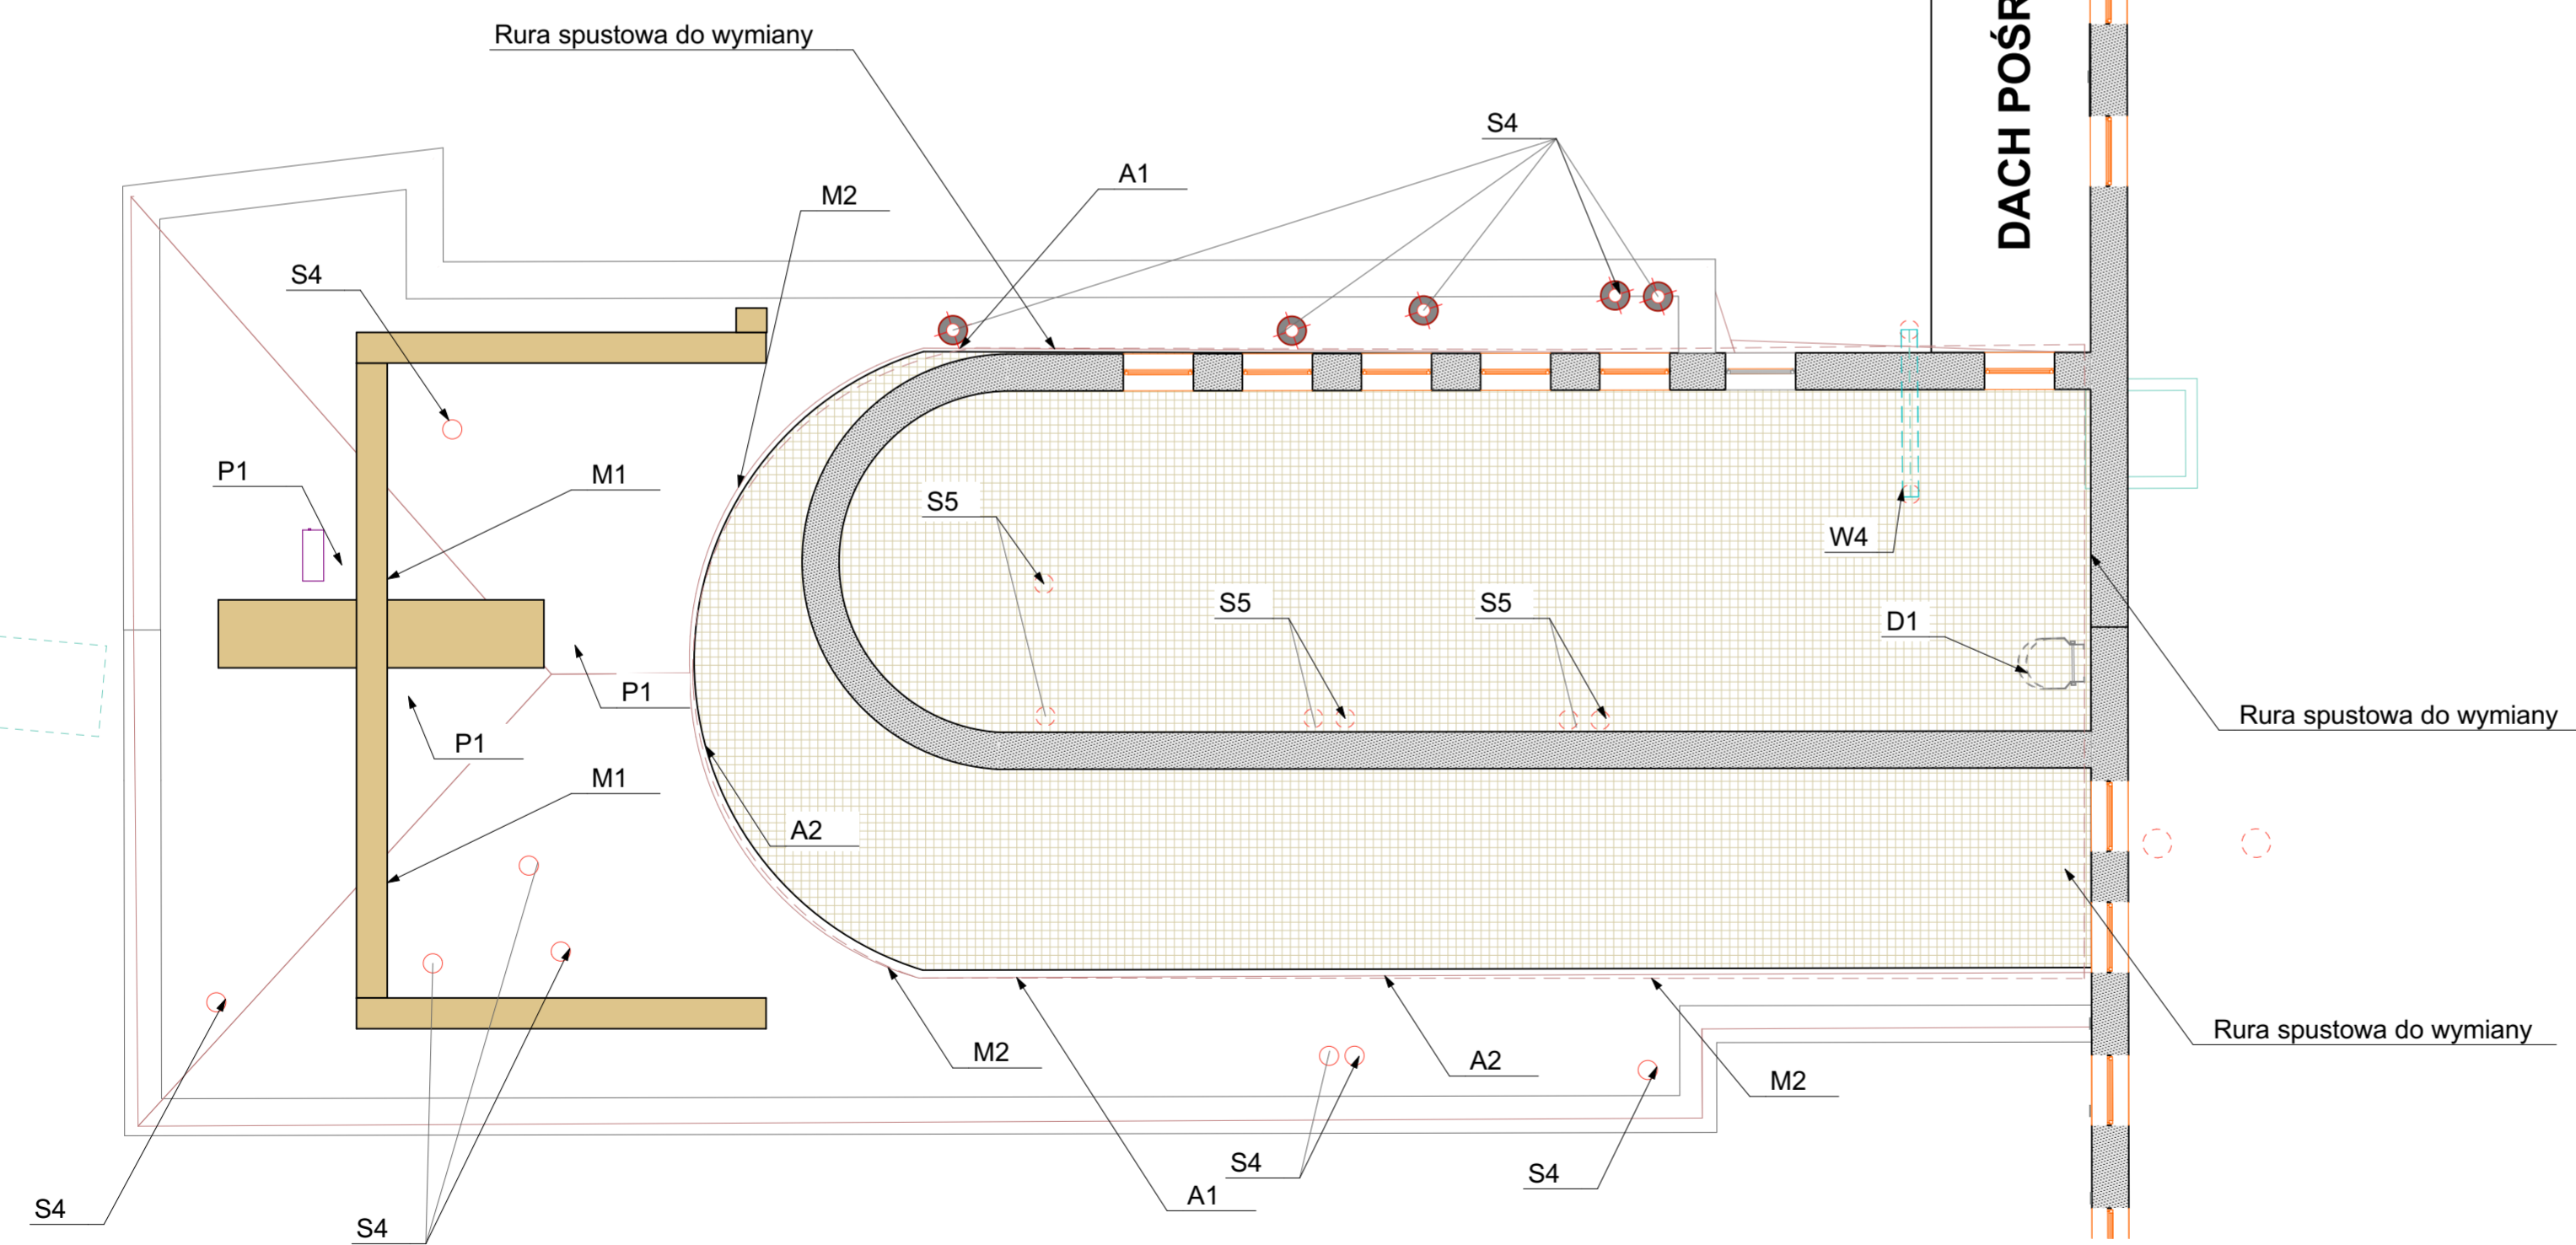 Rura spustowa do wymiany
DACH POŚR
S4
A1
M2
S4
P1
M1
S5
W4
S5
S5
D1
P1
Rura spustowa do wymiany
P1
M1
A2
Rura spustowa do wymiany
M2
A2
M2
S4
S4
A1
S4
S4